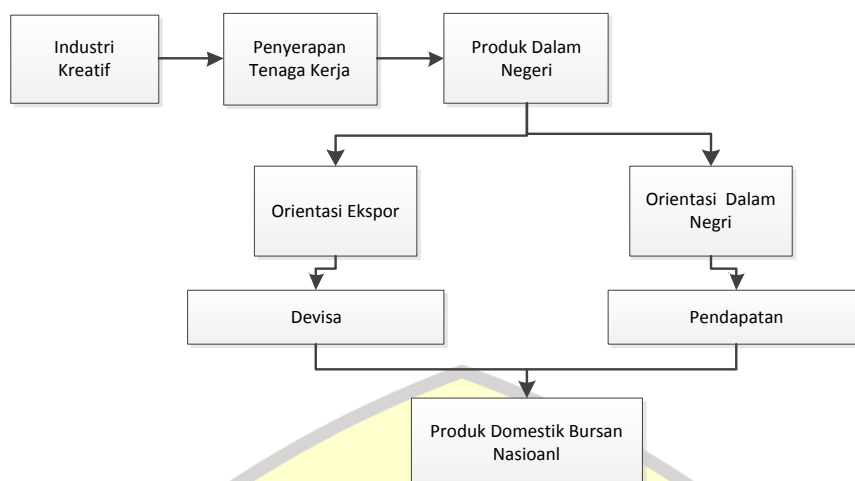 Industri
Kreatif
Penyerapan
Tenaga Kerja
Produk Dalam
Negeri
Orientasi Ekspor
Orientasi Dalam
Negri
Devisa
Pendapatan
Produk Domestik Bursan
Nasioanl